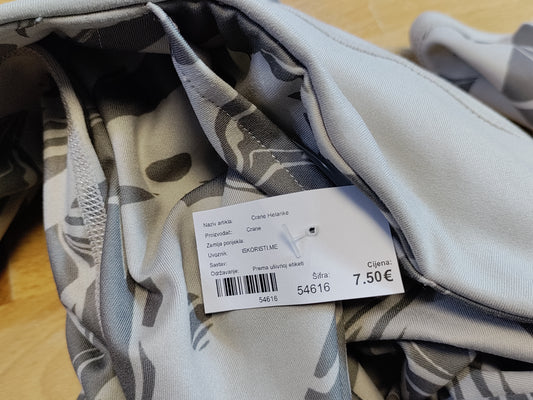 Naziv artikla: Crane Helanke
Proizvođač: Crane
Zemlja porijekla:
Uvoznik: ISKORISTI.ME
Sastav:
Održavanje: Prema ušivnoj etiketi
54616
Šifra:
54616
Cijena:
7.50€